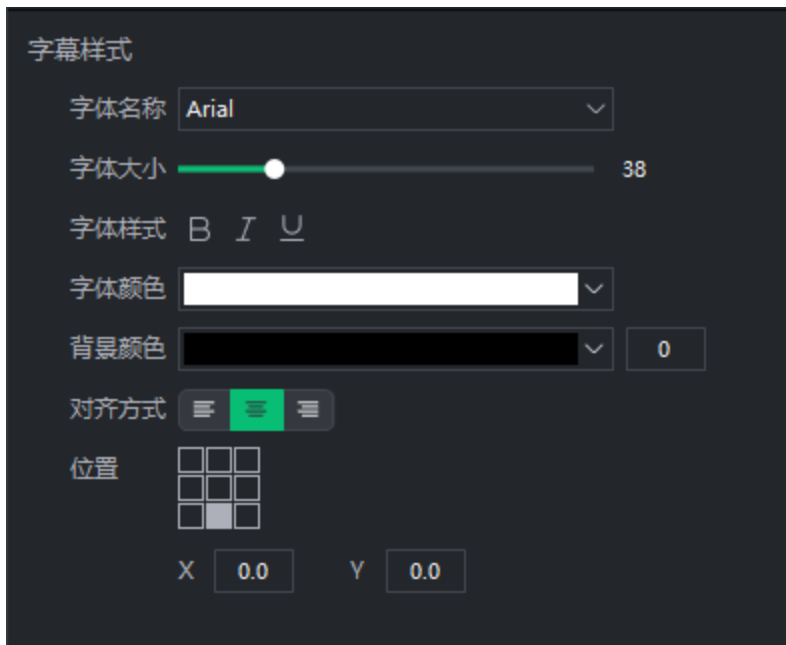 字幕样式
字体名称 Arial
字体大小 38
字体样式 B I U
字体颜色
背景颜色 0
对齐方式
位置
X 0.0 Y 0.0